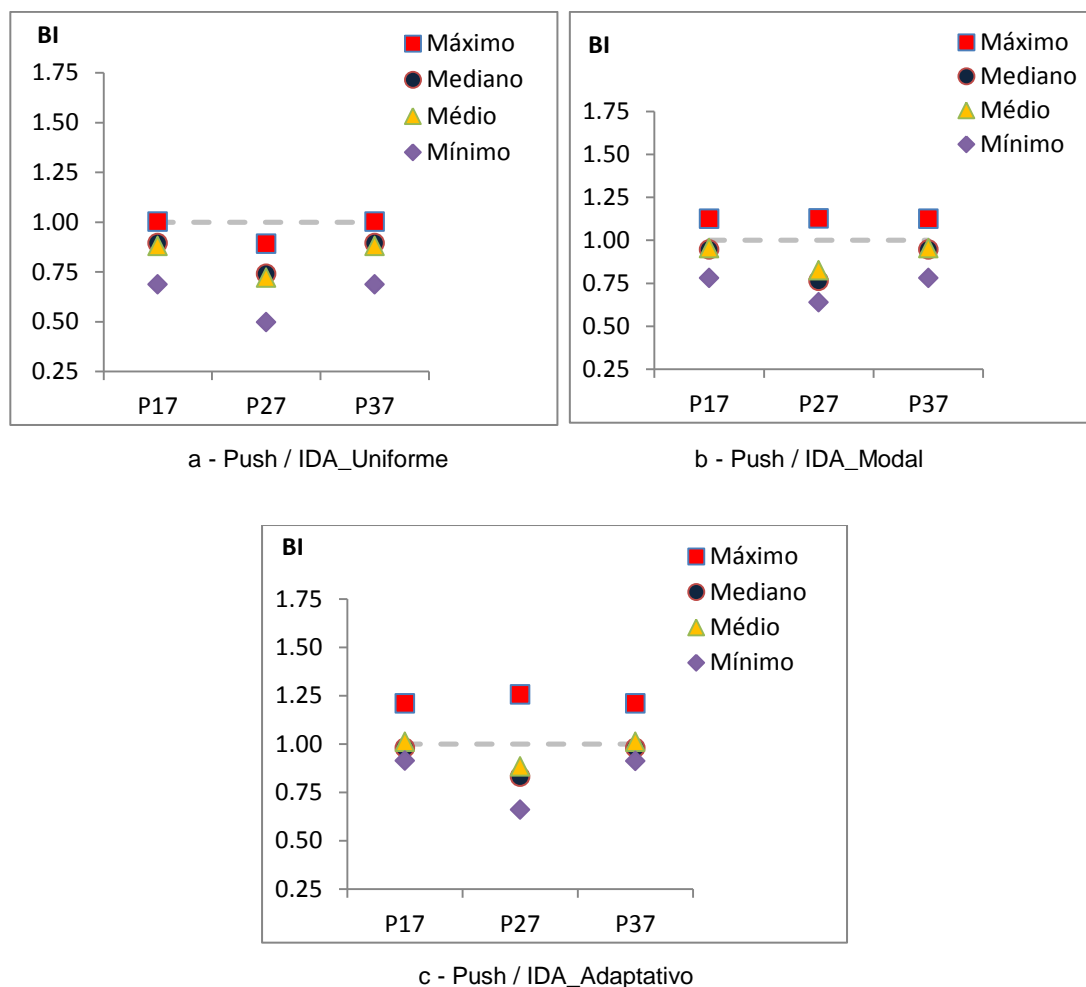 BI
Máximo
Mediano
Médio
Mínimo
1.75
1.50
1.25
1.00
0.75
0.50
0.25
P17 P27 P37
a - Push / IDA_Uniforme
BI
Máximo
Mediano
Médio
Mínimo
1.75
1.50
1.25
1.00
0.75
0.50
0.25
P17 P27 P37
b - Push / IDA_Modal
BI
Máximo
Mediano
Médio
Mínimo
1.75
1.50
1.25
1.00
0.75
0.50
0.25
P17 P27 P37
c - Push / IDA_Adaptativo